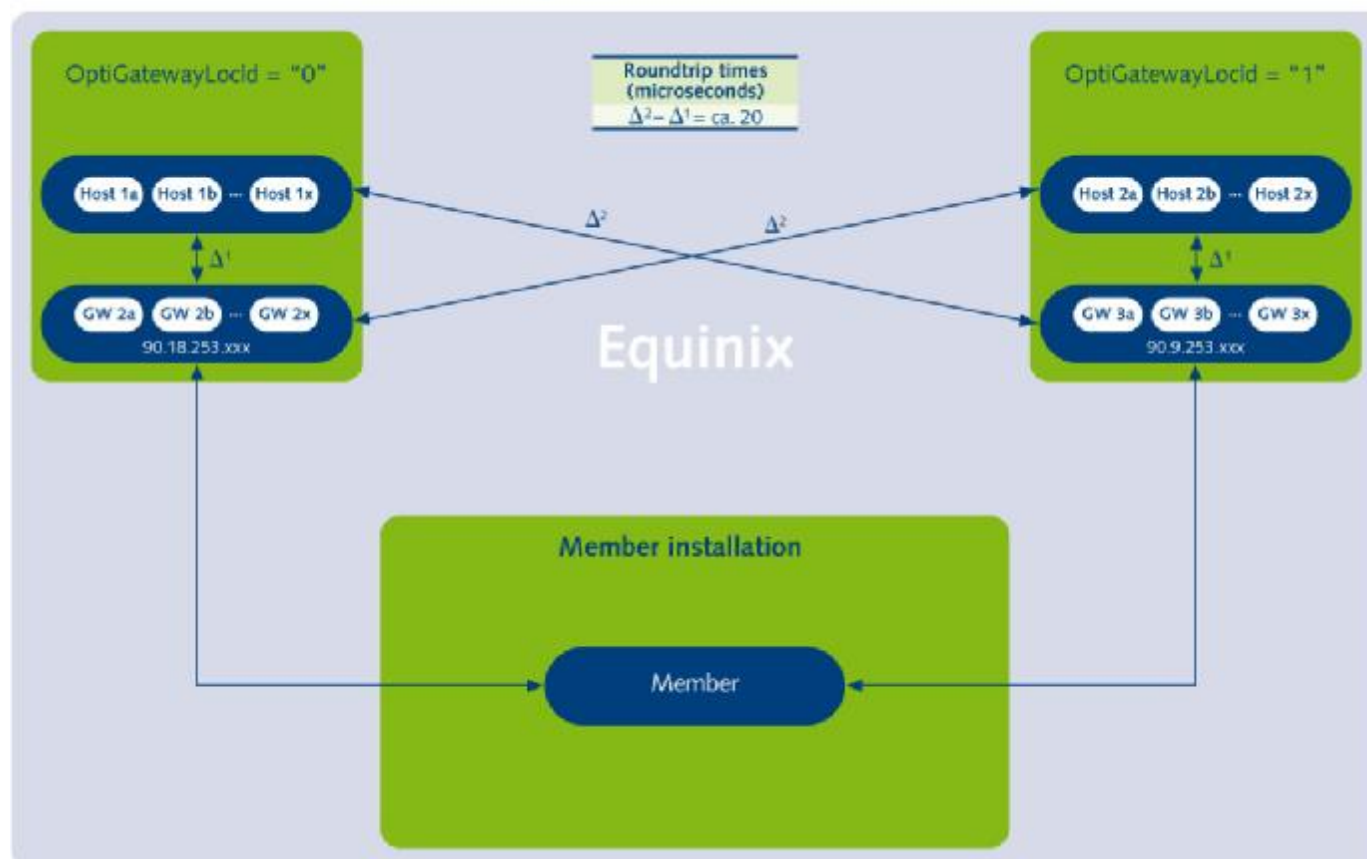 OptiGatewayLocId = "0"
Roundtrip times
(microseconds)
Δ²– Δ¹= ca. 20
OptiGatewayLocId = "1"
Host 1a Host 1b ... Host 1x
Host 2a Host 2b ... Host 2x
Δ² Δ²
Δ¹
Δ¹
GW 2a GW 2b ... GW 2x
90.18.253.xxx
GW 3a GW 3b ... GW 3x
90.9.253.xxx
Equinix
Member installation
Member